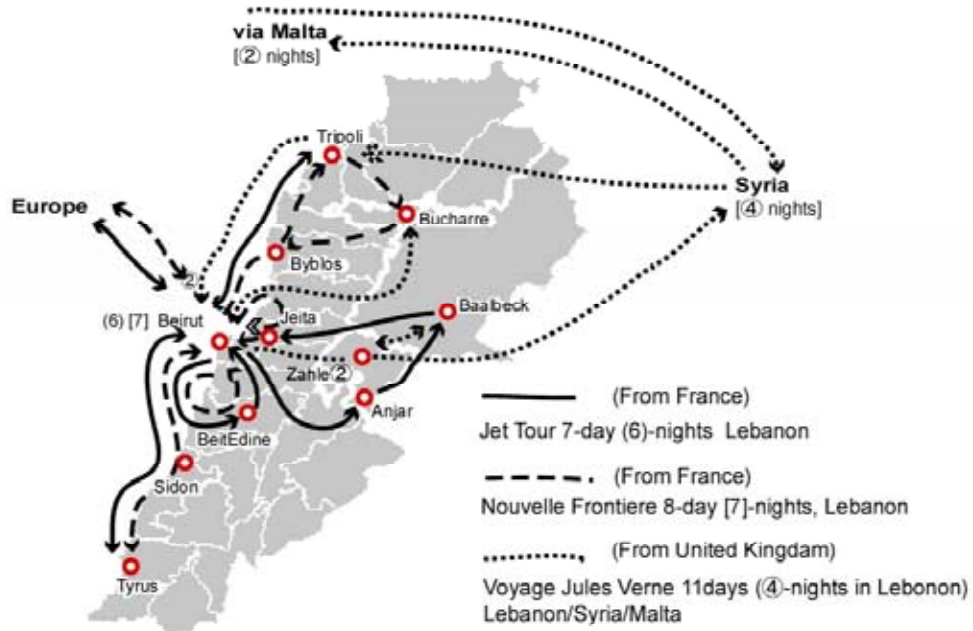 via Malta
[② nights]
Tripoli
Syria
[④ nights]
Europe
Bucharre
Byblos
②
Baalbeck
(6) [7] Beirut
Jeita
Zahle②
Anjar
BeitEdine
Sidon
Tyrus
(From France)
Jet Tour 7-day (6)-nights Lebanon
(From France)
Nouvelle Frontiere 8-day [7]-nights, Lebanon
(From United Kingdam)
Voyage Jules Verne 11days (④-nights in Lebonon)
Lebanon/Syria/Malta